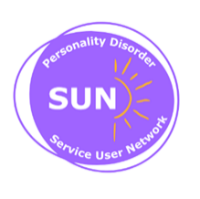 Personality Disorder
SUN
Service User Network